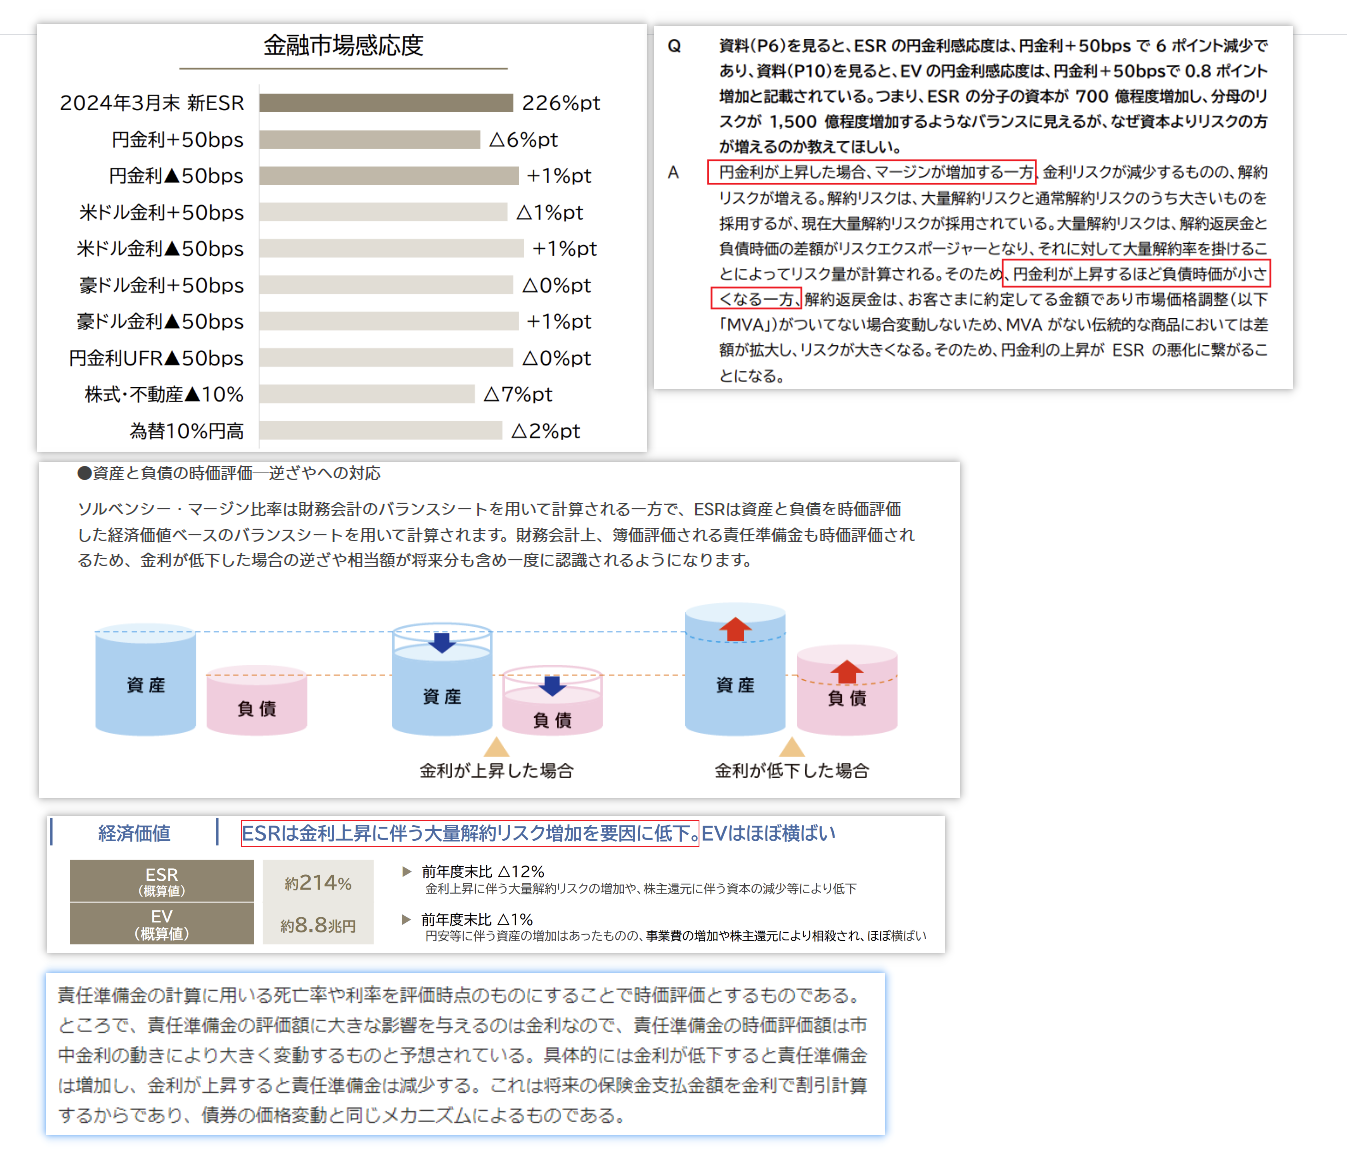 金融市場感応度
2024年3月末 新ESR 226%pt
円金利+50bps △6%pt
円金利▲50bps +1%pt
米ドル金利+50bps △1%pt
米ドル金利▲50bps +1%pt
豪ドル金利+50bps △0%pt
豪ドル金利▲50bps +1%pt
円金利UFR▲50bps △0%pt
株式・不動産▲10% △7%pt
為替10%円高 △2%pt
Q 資料(P6)を見ると、ESR の円金利感応度は、円金利+50bps で 6 ポイント減少で
あり、資料(P10)を見ると、EV の円金利感応度は、円金利+50bpsで 0.8 ポイント
増加と記載されている。つまり、ESR の分子の資本が 700 億程度増加し、分母のリ
スクが 1,500 億程度増加するようなバランスに見えるが、なぜ資本よりリスクの方
が増えるのか教えてほしい。
A 円金利が上昇した場合、マージンが増加する一方、金利リスクが減少するものの、解約
リスクが増える。解約リスクは、大量解約リスクと通常解約リスクのうち大きいものを
採用するが、現在大量解約リスクが採用されている。大量解約リスクは、解約返戻金と
負債時価の差額がリスクエクスポージャーとなり、それに対して大量解約率を掛けるこ
とによってリスク量が計算される。そのため、円金利が上昇するほど負債時価が小さ
くなる一方、解約返戻金は、お客さまに約定してる金額であり市場価格調整(以下
「MVA」)がついてない場合変動しないため、MVA がない伝統的な商品においては差
額が拡大し、リスクが大きくなる。そのため、円金利の上昇が ESR の悪化に繋がるこ
とになる。
●資産と負債の時価評価―逆ざやへの対応
ソルベンシー・マージン比率は財務会計のバランスシートを用いて計算される一方で、ESRは資産と負債を時価評価
した経済価値ベースのバランスシートを用いて計算されます。財務会計上、簿価評価される責任準備金も時価評価され
るため、金利が低下した場合の逆ざや相当額が将来分も含め一度に認識されるようになります。
資産 負債 資産 負債 資産 負債
金利が上昇した場合 金利が低下した場合
経済価値 ESRは金利上昇に伴う大量解約リスク増加を要因に低下。EVはほぼ横ばい
ESR
(概算値)
約214%
▶ 前年度末比 △12%
金利上昇に伴う大量解約リスクの増加や、株主還元に伴う資本の減少等により低下
EV
(概算値)
約8.8兆円
▶ 前年度末比 △1%
円安等に伴う資産の増加はあったものの、事業費の増加や株主還元により相殺され、ほぼ横ばい
責任準備金の計算に用いる死亡率や利率を評価時点のものにすることで時価評価とするものである。
ところで、責任準備金の評価額に大きな影響を与えるのは金利なので、責任準備金の時価評価額は市
中金利の動きにより大きく変動するものと予想されている。具体的には金利が低下すると責任準備金
は増加し、金利が上昇すると責任準備金は減少する。これは将来の保険金支払金額を金利で割引計算
するからであり、債券の価格変動と同じメカニズムによるものである。